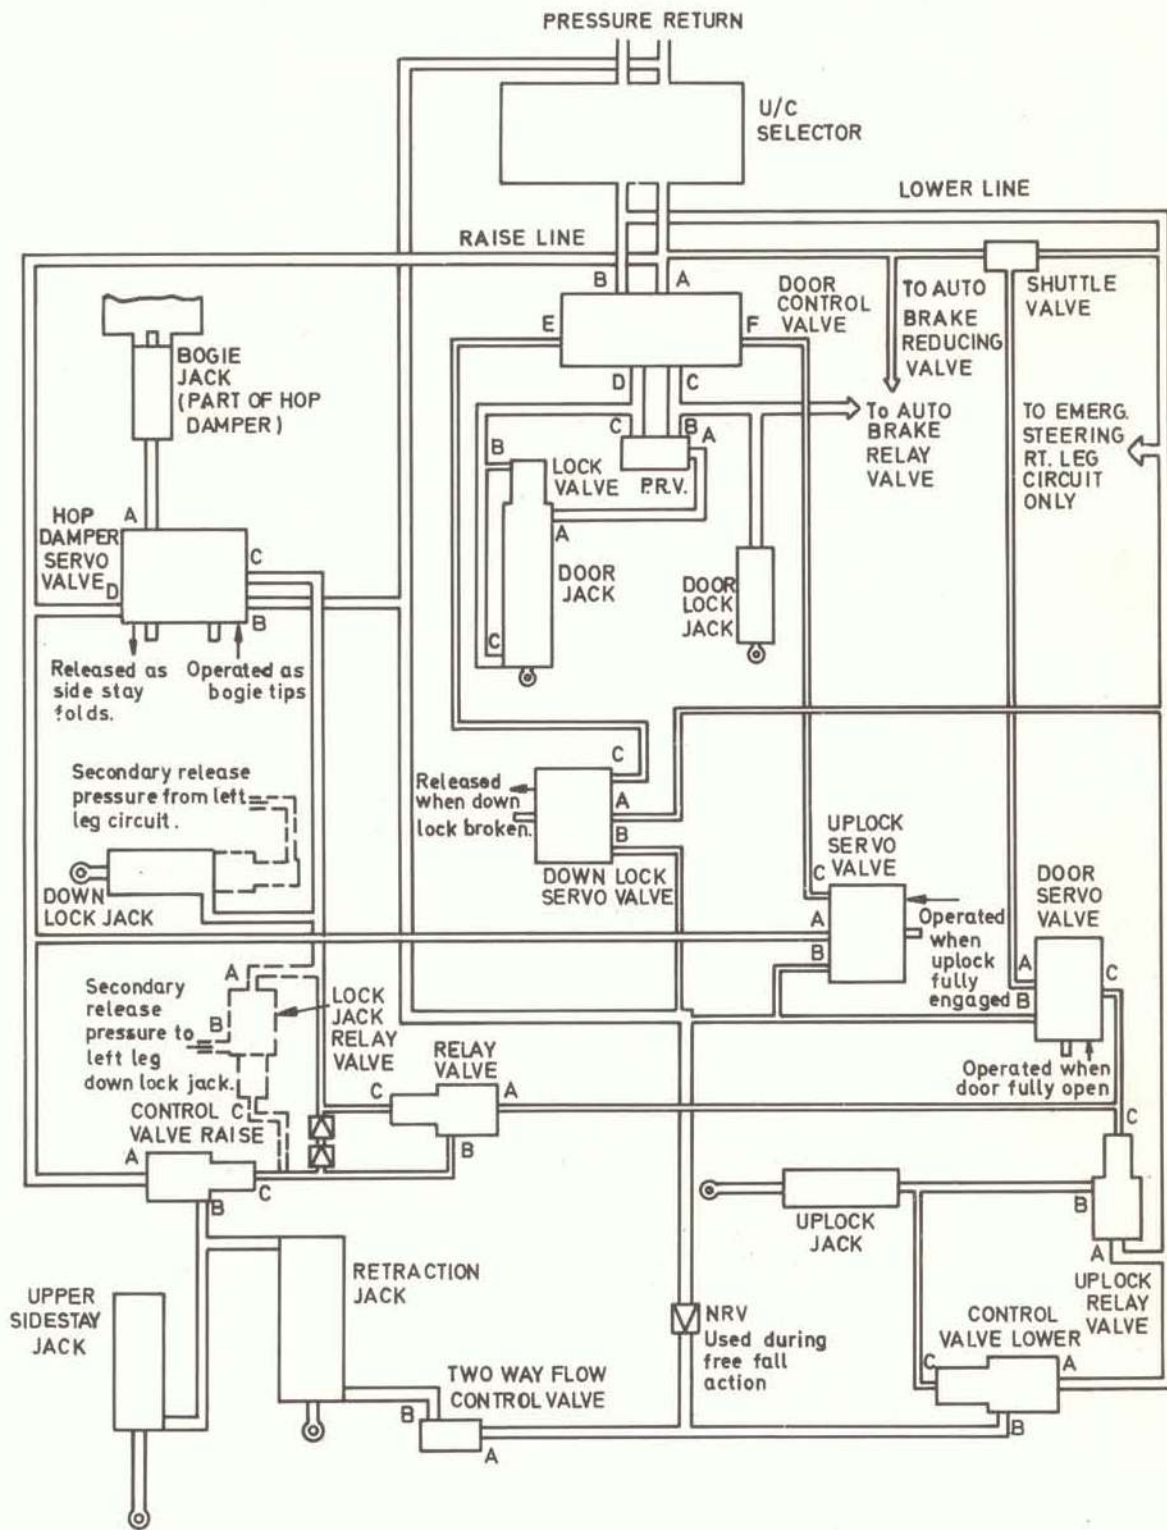 PRESSURE RETURN
U/C
SELECTOR
LOWER LINE
RAISE LINE
B
A
DOOR
CONTROL
VALVE
TO AUTO
BRAKE
REDUCING
VALVE
SHUTTLE
VALVE
E
F
BOGIE
JACK
(PART OF HOP
DAMPER)
D
C
C
B
A
To AUTO
BRAKE
RELAY
VALVE
TO EMERG.
STEERING
RT. LEG
CIRCUIT
ONLY
B
LOCK
VALVE
P.R.V.
A
HOP
DAMPER
SERVO
VALVE
A
C
D
B
A
DOOR
JACK
C
DOOR
LOCK
JACK
Released as
side stay
folds.
Operated as
bogie tips
Secondary release
pressure from left
leg circuit.
Released
when down
lock broken.
C
A
B
DOWN LOCK
SERVO VALVE
UPLOCK
SERVO
VALVE
C
A
B
Operated
when
uplock
fully
engaged
DOOR
SERVO
VALVE
A
B
C
Operated when
door fully open
DOWN
LOCK JACK
A
Secondary
release
pressure to
left leg
down lock jack.
B
LOCK
JACK
RELAY
VALVE
C
RELAY
VALVE
C
A
B
CONTROL
VALVE RAISE
A
B
C
C
B
A
UPLOCK
JACK
UPLOCK
RELAY
VALVE
UPPER
SIDESTAY
JACK
RETRACTION
JACK
NRV
Used during
free fall
action
CONTROL
VALVE LOWER
C
A
B
TWO WAY FLOW
CONTROL VALVE
B
A